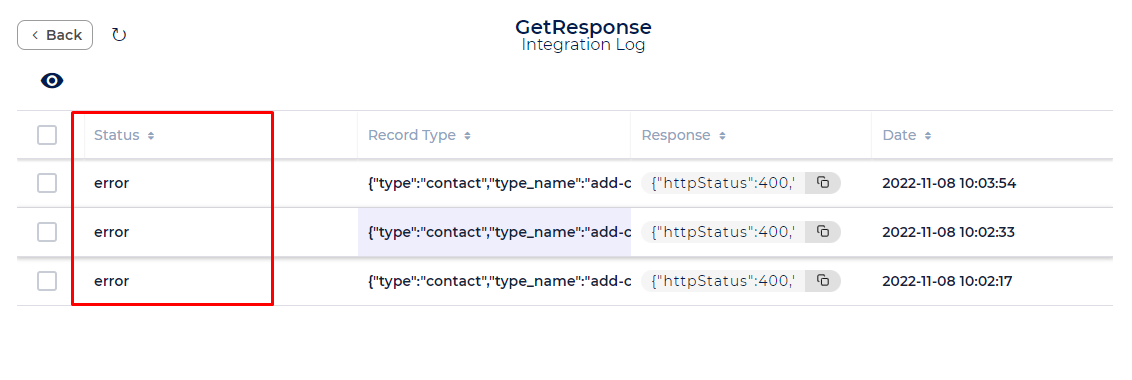 Back
GetResponse
Integration Log
Status Record Type Response Date
error {"type":"contact","type_name":"add-c {"httpStatus":400," 2022-11-08 10:03:54
error {"type":"contact","type_name":"add-c {"httpStatus":400," 2022-11-08 10:02:33
error {"type":"contact","type_name":"add-c {"httpStatus":400," 2022-11-08 10:02:17